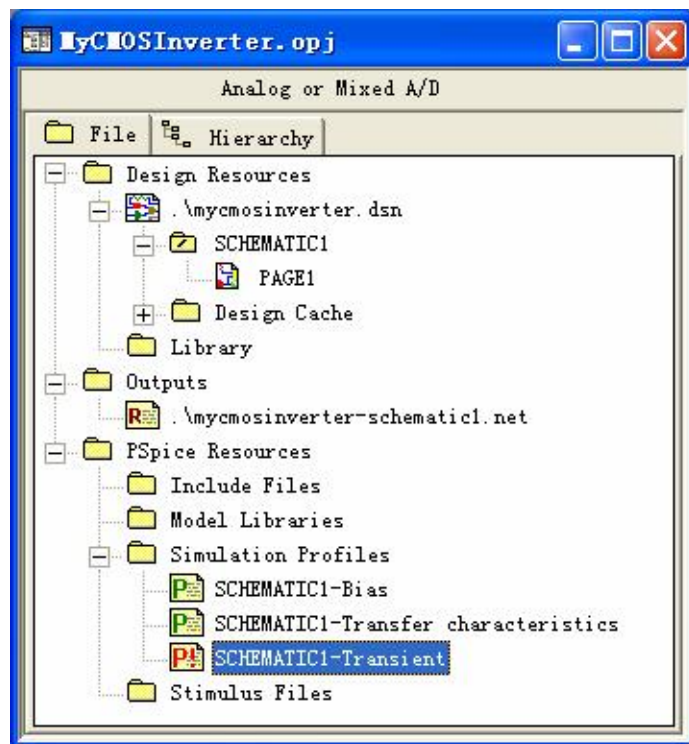 MyCMOSInverter.opj
Analog or Mixed A/D
File Hierarchy
Design Resources
.\mycmosinverter.dsn
SCHEMATIC1
PAGE1
Design Cache
Library
Outputs
.\mycmosinverter-schematic1.net
PSpice Resources
Include Files
Model Libraries
Simulation Profiles
SCHEMATIC1-Bias
SCHEMATIC1-Transfer characteristics
SCHEMATIC1-Transient
Stimulus Files